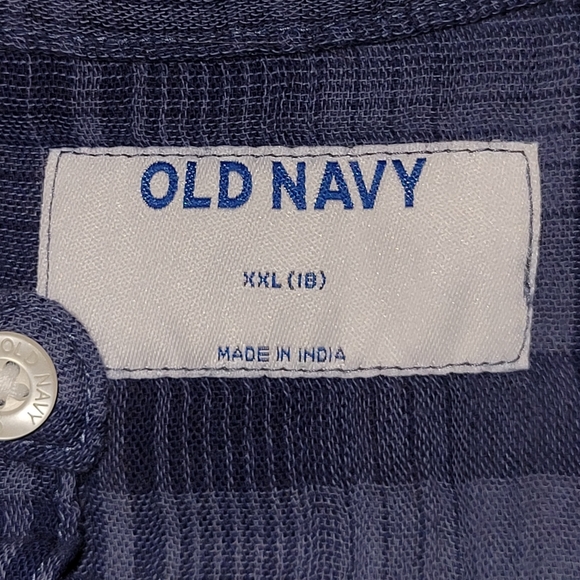 OLD NAVY
XXL (18)
MADE IN INDIA
OLD NAVY